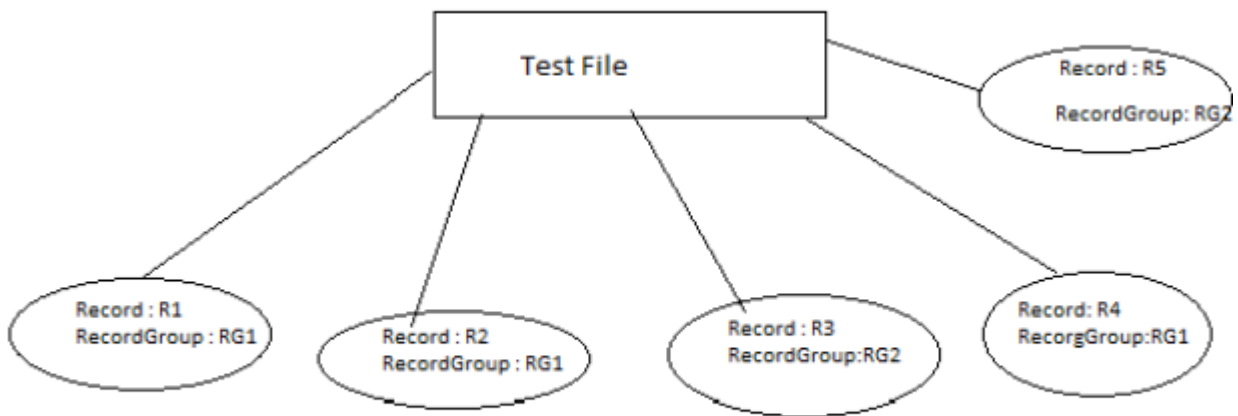 Test File
Record : R5
RecordGroup: RG2
Record : R1
RecordGroup : RG1
Record : R2
RecordGroup : RG1
Record : R3
RecordGroup:RG2
Record: R4
RecorgGroup:RG1